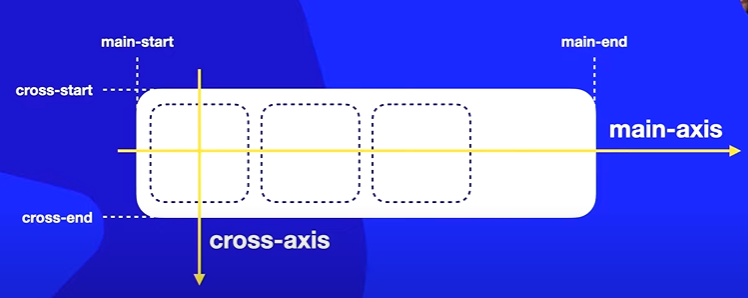 main-start
main-end
cross-start
main-axis
cross-end
cross-axis